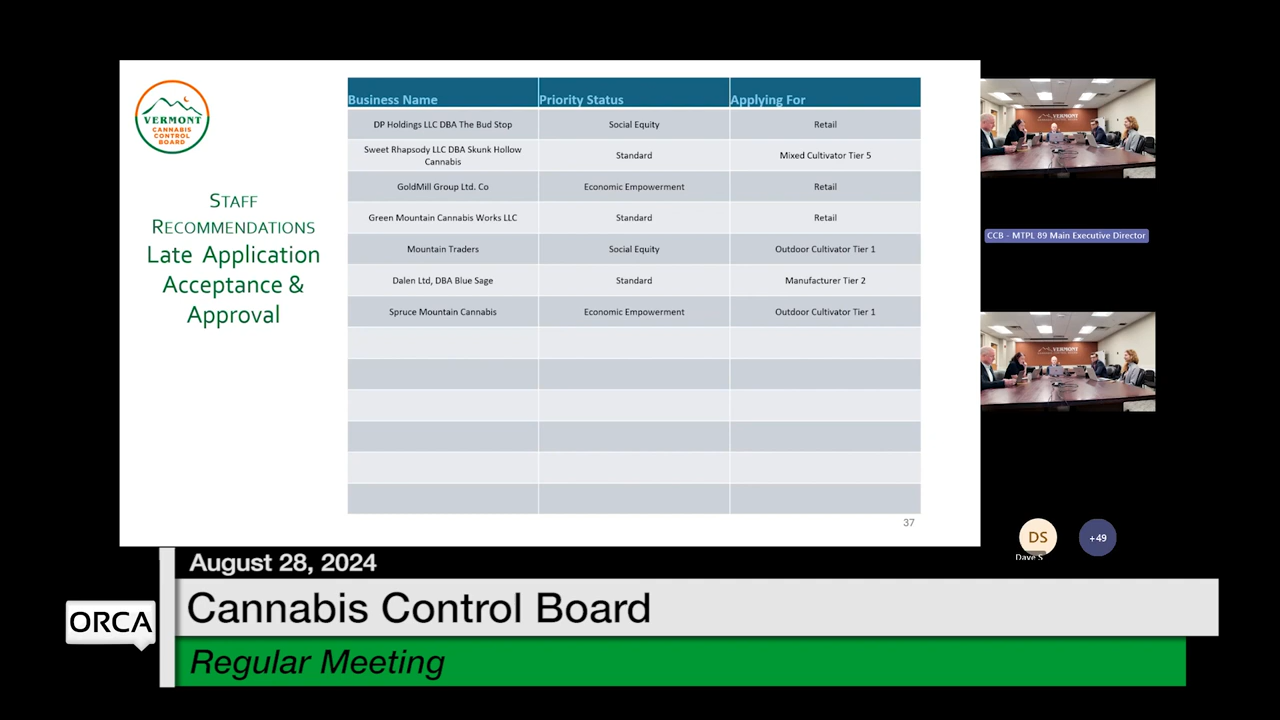 VERMONT
CANNABIS
CONTROL
BOARD
STAFF
RECOMMENDATIONS
Late Application
Acceptance &
Approval
Business Name Priority Status Applying For
DP Holdings LLC DBA The Bud Stop Social Equity Retail
Sweet Rhapsody LLC DBA Skunk Hollow
Cannabis Standard Mixed Cultivator Tier 5
GoldMill Group Ltd. Co Economic Empowerment Retail
Green Mountain Cannabis Works LLC Standard Retail
Mountain Traders Social Equity Outdoor Cultivator Tier 1
Dalen Ltd, DBA Blue Sage Standard Manufacturer Tier 2
Spruce Mountain Cannabis Economic Empowerment Outdoor Cultivator Tier 1
37
VERMONT
CCB - MTPL 89 Main Executive Director
VERMONT
DS
Dave S
+49
August 28, 2024
ORCA
Cannabis Control Board
Regular Meeting